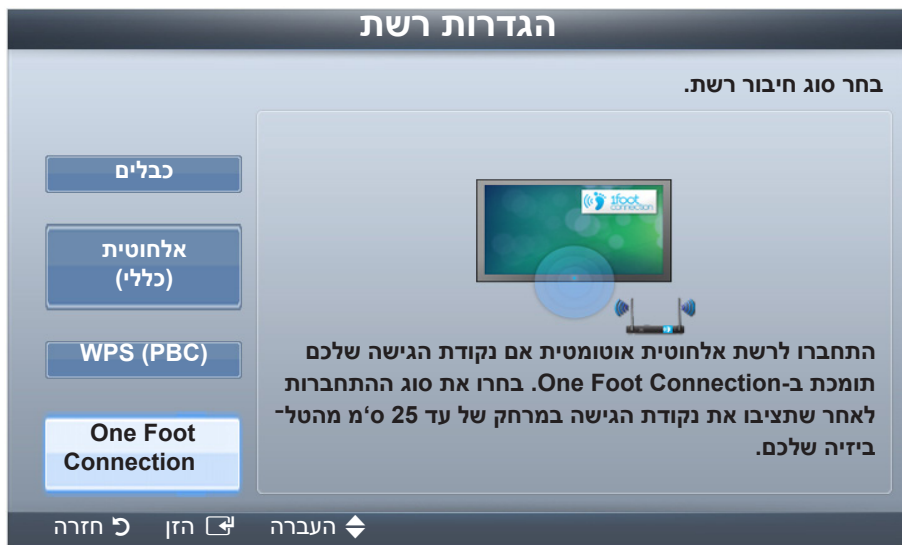 הגדרות רשת
בחר סוג חיבור רשת.
כבלים
אלחוטית
(כללי)
WPS (PBC)
One Foot
Connection
1foot
connection
התחברו לרשת אלחוטית אוטומטית אם נקודת הגישה שלכם
תומכת ב-One Foot Connection. בחרו את סוג ההתחברות
לאחר שתציבו את נקודת הגישה במרחק של עד 25 ס'מ מהטל־
ביזיה שלכם.
העברה הזן חזרה